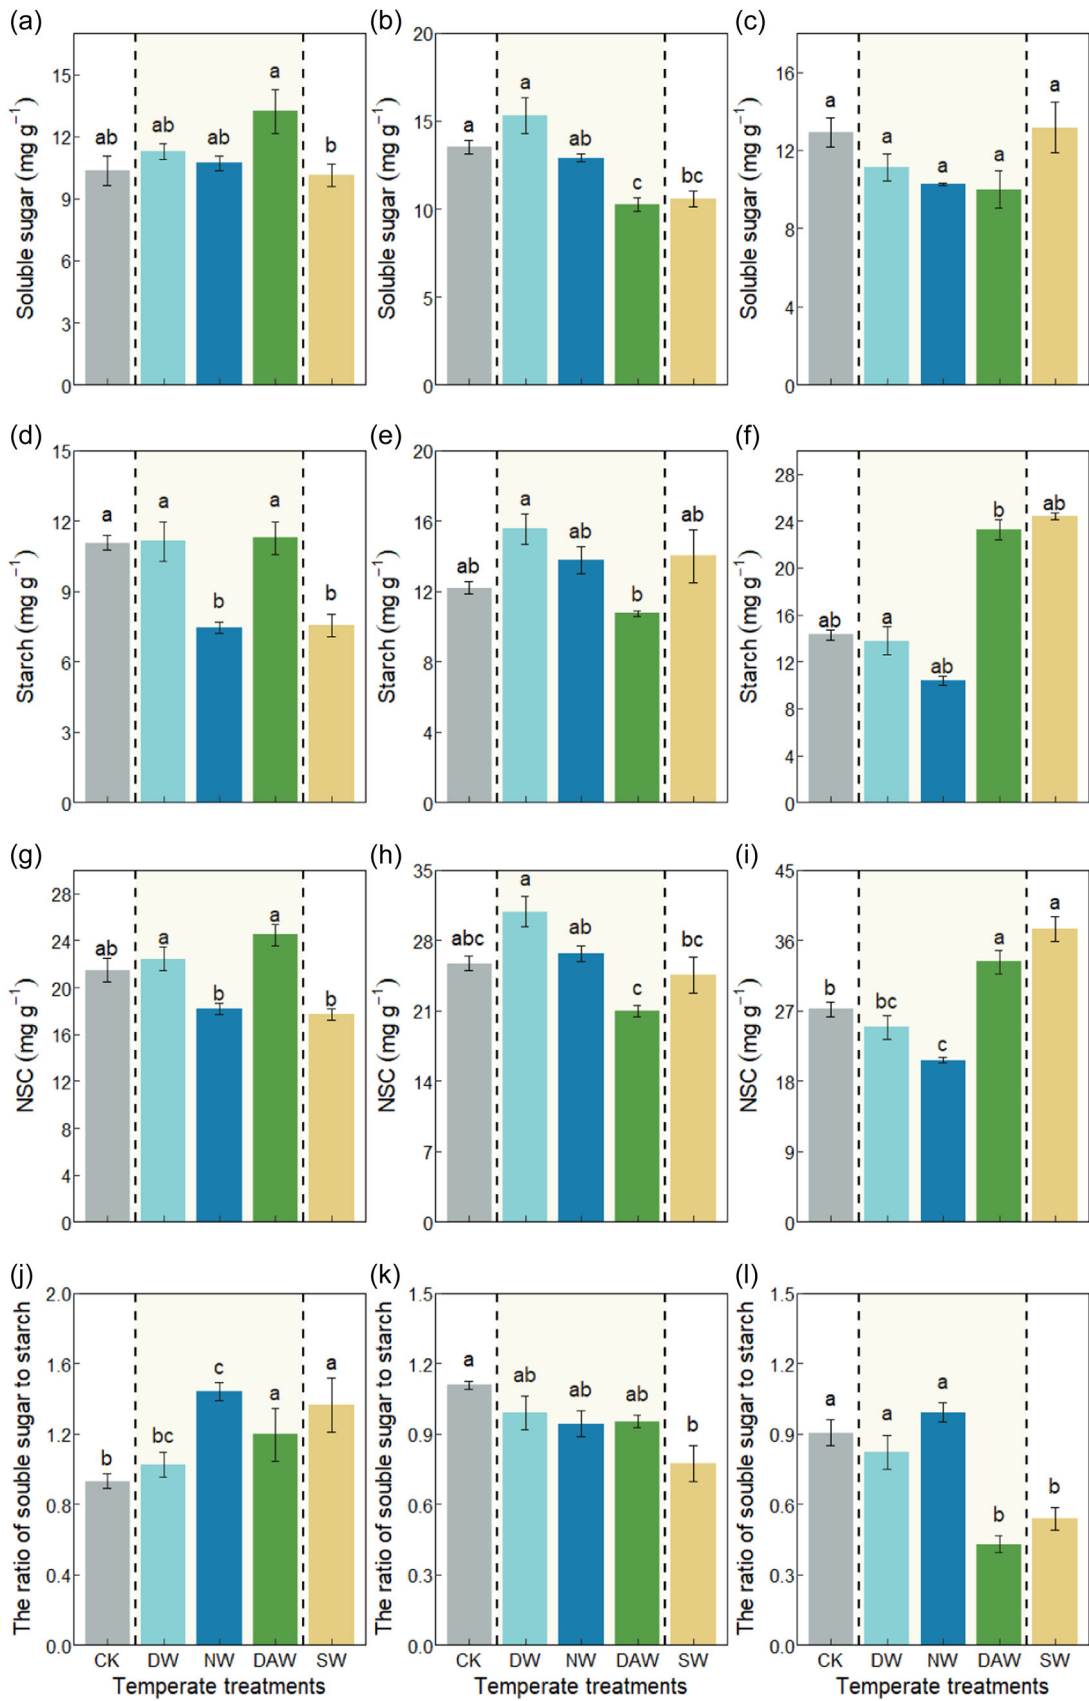 (a) (b) (c)
Soluble sugar (mg g⁻¹)
15
12
9
6
3
0
ab ab ab a b
Soluble sugar (mg g⁻¹)
20
15
10
5
0
a a ab c bc
Soluble sugar (mg g⁻¹)
16
12
8
4
0
a a a a a
(d) (e) (f)
Starch (mg g⁻¹)
15
12
9
6
3
0
a a b a b
Starch (mg g⁻¹)
20
16
12
8
4
0
ab a ab b ab
Starch (mg g⁻¹)
28
24
20
16
12
8
4
0
ab a ab b ab
(g) (h) (i)
NSC (mg g⁻¹)
28
24
20
16
12
8
4
0
ab a b a b
NSC (mg g⁻¹)
35
28
21
14
7
0
abc a ab c bc
NSC (mg g⁻¹)
45
36
27
18
9
0
b bc c a a
(j) (k) (l)
The ratio of souble sugar to starch
2.0
1.6
1.2
0.8
0.4
0.0
b bc c a a
The ratio of souble sugar to starch
1.5
1.2
0.9
0.6
0.3
0.0
a ab ab ab b
The ratio of souble sugar to starch
1.5
1.2
0.9
0.6
0.3
0.0
a a a b b
CK DW NW DAW SW
CK DW NW DAW SW
CK DW NW DAW SW
Temperate treatments
Temperate treatments
Temperate treatments